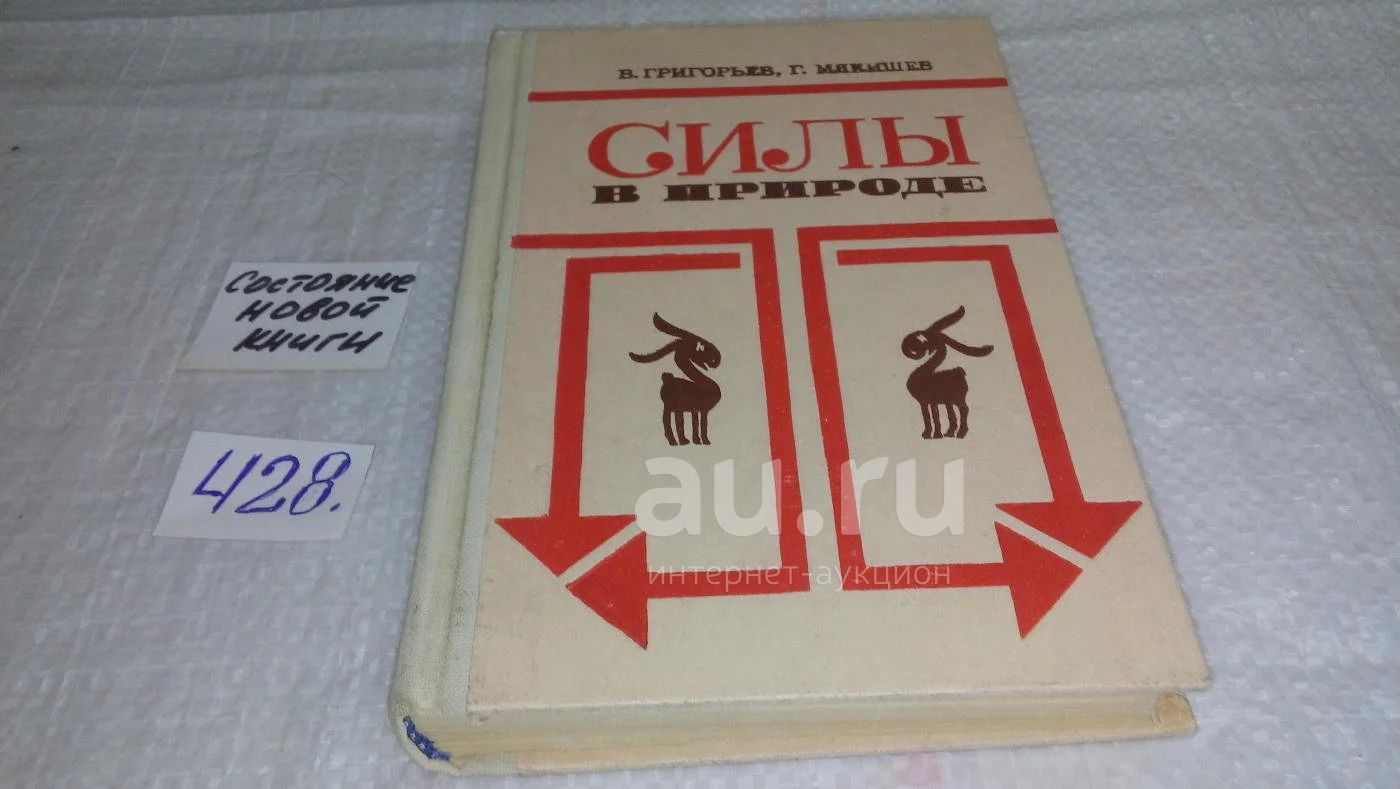 В. ГРИГОРЬЕВ, Г. МЯКИШЕВ
СИЛЫ
В ПРИРОДЕ
Состояние
новой
книги
428.
au.ru
интернет-аукцион